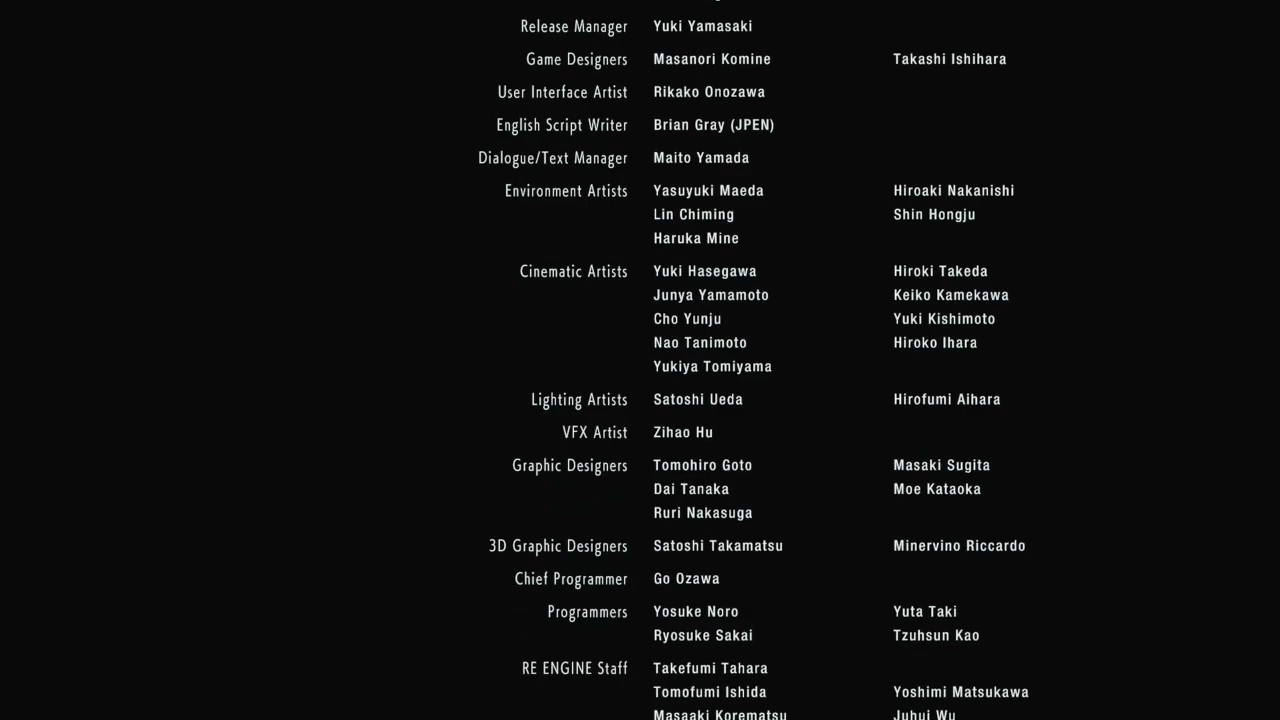 Release Manager Yuki Yamasaki
Game Designers Masanori Komine Takashi Ishihara
User Interface Artist Rikako Onozawa
English Script Writer Brian Gray (JPEN)
Dialogue/Text Manager Maito Yamada
Environment Artists Yasuyuki Maeda Hiroaki Nakanishi
Lin Chiming Shin Hongju
Haruka Mine
Cinematic Artists Yuki Hasegawa Hiroki Takeda
Junya Yamamoto Keiko Kamekawa
Cho Yunju Yuki Kishimoto
Nao Tanimoto Hiroko Ihara
Yukiya Tomiyama
Lighting Artists Satoshi Ueda Hirofumi Aihara
VFX Artist Zihao Hu
Graphic Designers Tomohiro Goto Masaki Sugita
Dai Tanaka Moe Kataoka
Ruri Nakasuga
3D Graphic Designers Satoshi Takamatsu Minervino Riccardo
Chief Programmer Go Ozawa
Programmers Yosuke Noro Yuta Taki
Ryosuke Sakai Tzuhsun Kao
RE ENGINE Staff Takefumi Tahara
Tomofumi Ishida Yoshimi Matsukawa
Masaaki Korematsu Juhui Wu